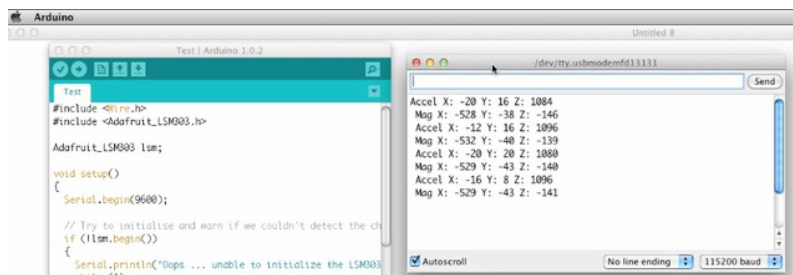 Arduino
Untitled 8
Test | Arduino 1.0.2
Test
#include <Wire.h>
#include <Adafruit_LSM303.h>
Adafruit_LSM303 lsm;
void setup()
{
Serial.begin(9600);
// Try to initialise and warn if we couldn't detect the ch
if (!lsm.begin())
{
Serial.println("Oops ... unable to initialize the LSM303
/dev/tty.usbmodemfd13131
Send
Accel X: -20 Y: 16 Z: 1084
Mag X: -528 Y: -38 Z: -146
Accel X: -12 Y: 16 Z: 1096
Mag X: -532 Y: -40 Z: -139
Accel X: -20 Y: 20 Z: 1080
Mag X: -529 Y: -43 Z: -140
Accel X: -16 Y: 8 Z: 1096
Mag X: -529 Y: -43 Z: -141
Autoscroll
No line ending
115200 baud